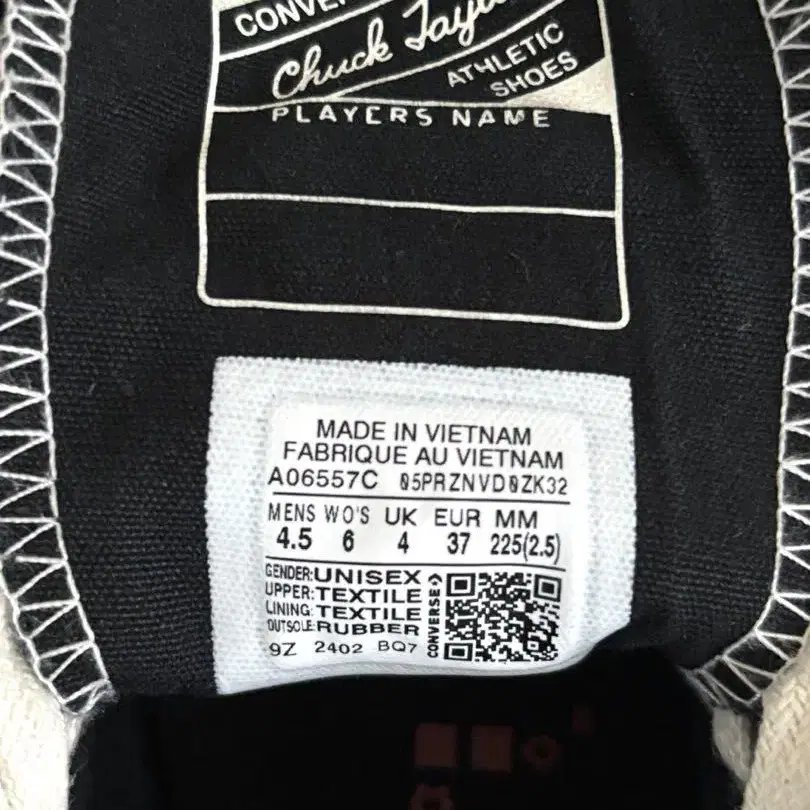 CONVER
Chuck Taylo
ATHLETIC
SHOES
PLAYERS NAME
MADE IN VIETNAM
FABRIQUE AU VIETNAM
A06557C 05PRZNVD0ZK32
MENS WO'S UK EUR MM
4.5 6 4 37 225(2.5)
GENDER:UNISEX
UPPER:TEXTILE
LINING:TEXTILE
OUTSOLE:RUBBER
CONVERSE
9Z 2402 BQ7